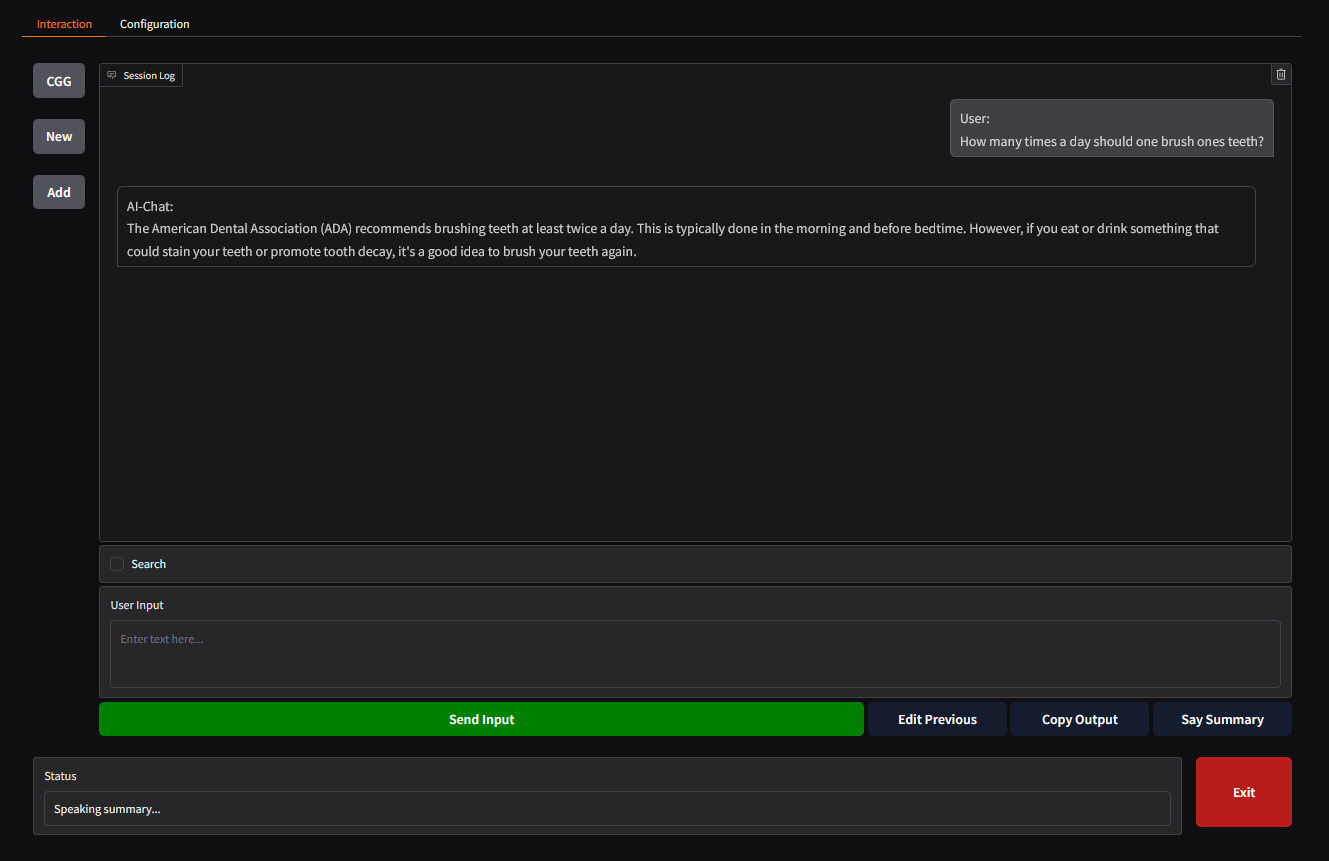 Interaction Configuration
CGG
New
Add
Session Log
User:
How many times a day should one brush ones teeth?
AI-Chat:
The American Dental Association (ADA) recommends brushing teeth at least twice a day. This is typically done in the morning and before bedtime. However, if you eat or drink something that
could stain your teeth or promote tooth decay, it's a good idea to brush your teeth again.
Search
User Input
Enter text here...
Send Input Edit Previous Copy Output Say Summary
Status
Speaking summary...
Exit